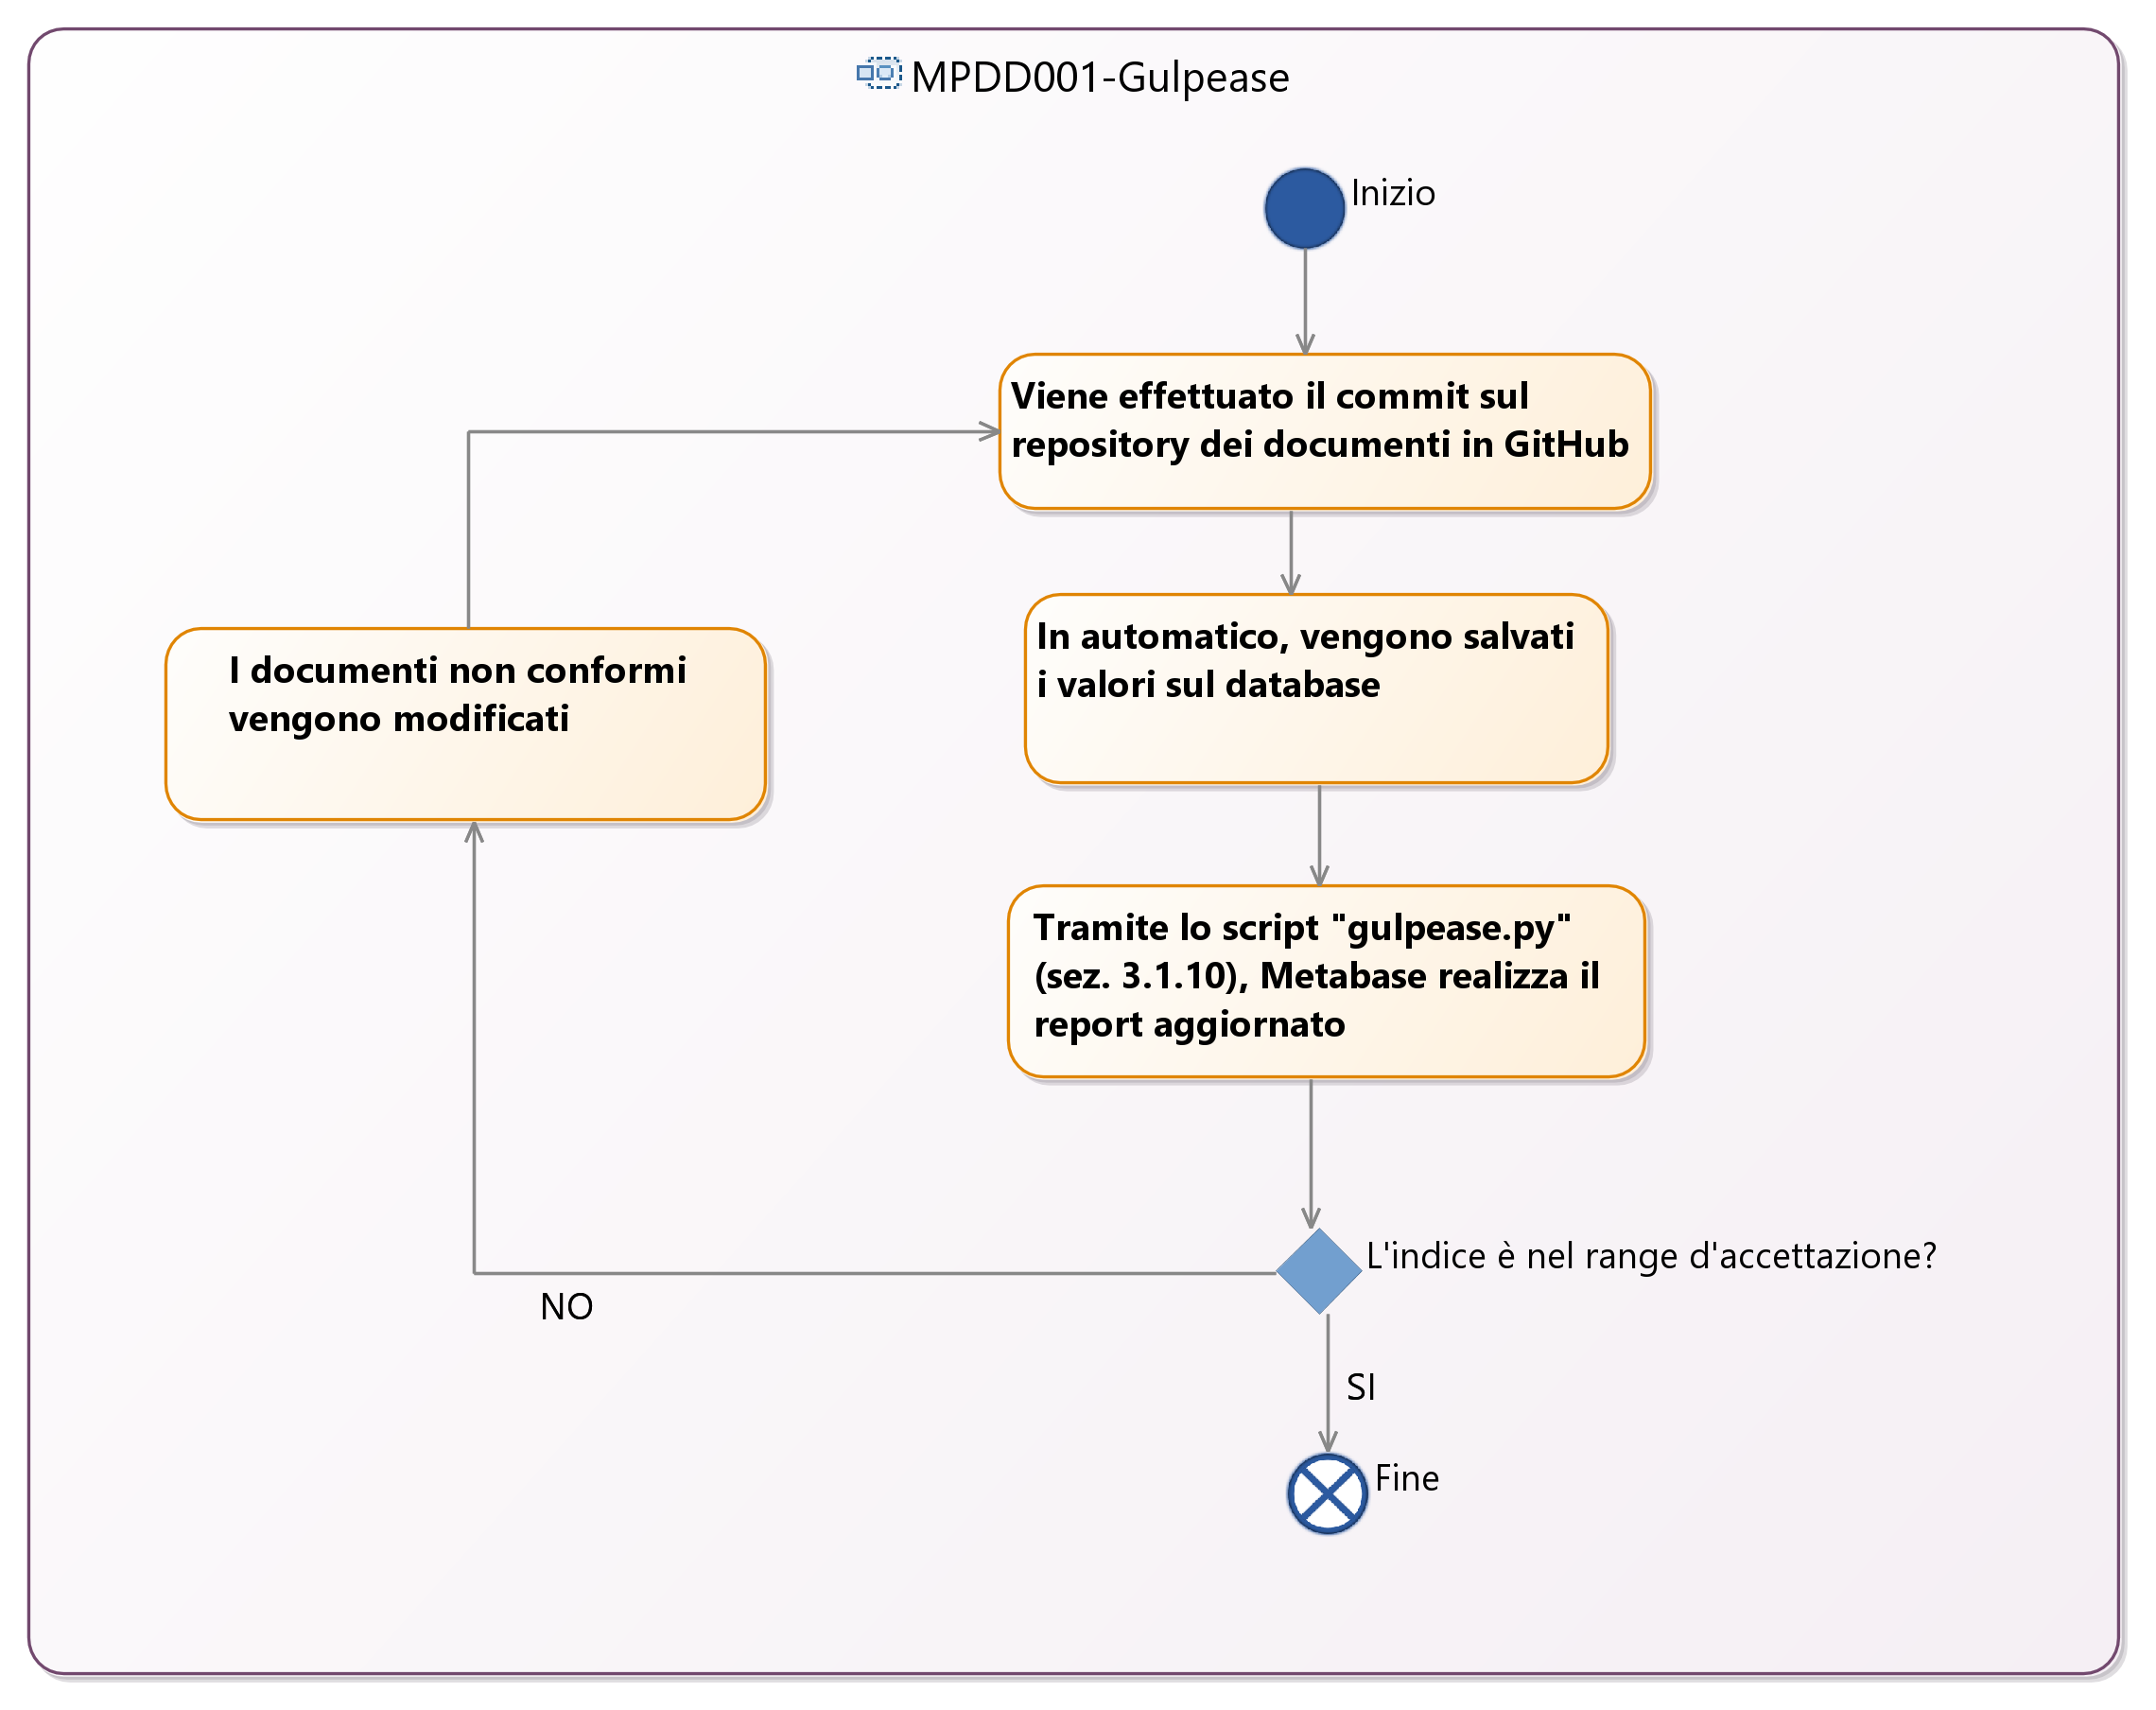 MPDD001-Gulpease
Inizio
Viene effettuato il commit sul
repository dei documenti in GitHub
In automatico, vengono salvati
i valori sul database
I documenti non conformi
vengono modificati
Tramite lo script "gulpease.py"
(sez. 3.1.10), Metabase realizza il
report aggiornato
L'indice è nel range d'accettazione?
NO
SI
Fine